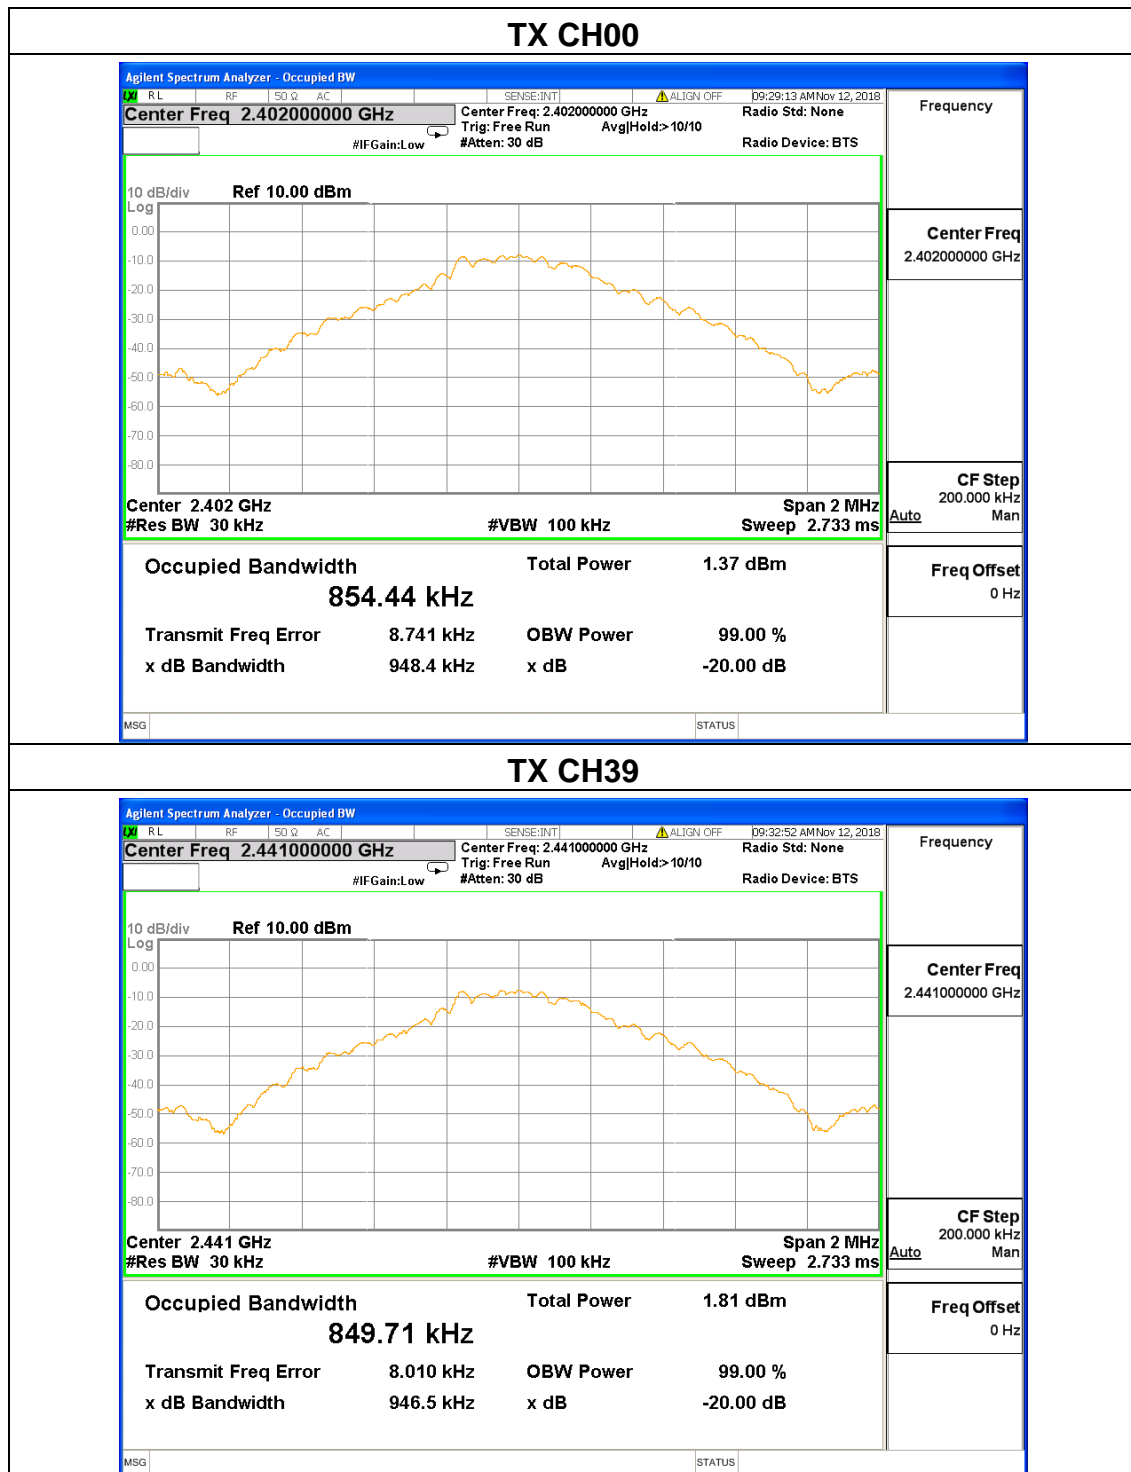 TX CH00
Agilent Spectrum Analyzer - Occupied BW
LXI RL RF 50 Ω AC SENSE:INT ALIGN OFF 09:29:13 AM Nov 12, 2018
Center Freq 2.402000000 GHz
Center Freq: 2.402000000 GHz Radio Std: None
Trig: Free Run Avg|Hold:>10/10
#IFGain:Low #Atten: 30 dB Radio Device: BTS
Frequency
10 dB/div Ref 10.00 dBm
Log
0.00
-10.0
-20.0
-30.0
-40.0
-50.0
-60.0
-70.0
-80.0
Center Freq
2.402000000 GHz
Center 2.402 GHz Span 2 MHz
#Res BW 30 kHz #VBW 100 kHz Sweep 2.733 ms
CF Step
200.000 kHz
Auto Man
Occupied Bandwidth Total Power 1.37 dBm
854.44 kHz
Transmit Freq Error 8.741 kHz OBW Power 99.00 %
x dB Bandwidth 948.4 kHz x dB -20.00 dB
Freq Offset
0 Hz
MSG STATUS
TX CH39
Agilent Spectrum Analyzer - Occupied BW
LXI RL RF 50 Ω AC SENSE:INT ALIGN OFF 09:32:52 AM Nov 12, 2018
Center Freq 2.441000000 GHz
Center Freq: 2.441000000 GHz Radio Std: None
Trig: Free Run Avg|Hold:>10/10
#IFGain:Low #Atten: 30 dB Radio Device: BTS
Frequency
10 dB/div Ref 10.00 dBm
Log
0.00
-10.0
-20.0
-30.0
-40.0
-50.0
-60.0
-70.0
-80.0
Center Freq
2.441000000 GHz
Center 2.441 GHz Span 2 MHz
#Res BW 30 kHz #VBW 100 kHz Sweep 2.733 ms
CF Step
200.000 kHz
Auto Man
Occupied Bandwidth Total Power 1.81 dBm
849.71 kHz
Transmit Freq Error 8.010 kHz OBW Power 99.00 %
x dB Bandwidth 946.5 kHz x dB -20.00 dB
Freq Offset
0 Hz
MSG STATUS